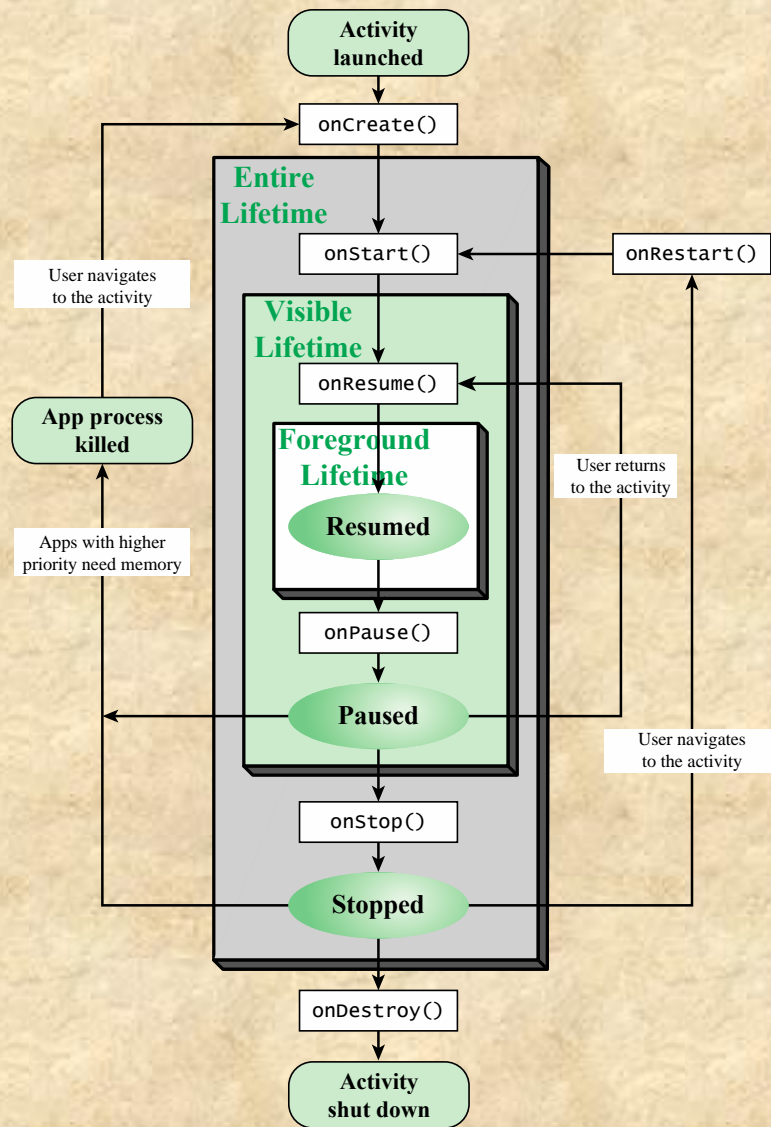 Activity
launched
onCreate()
Entire
Lifetime
onStart()
onRestart()
User navigates
to the activity
Visible
Lifetime
onResume()
App process
killed
Foreground
Lifetime
User returns
to the activity
Resumed
Apps with higher
priority need memory
onPause()
Paused
User navigates
to the activity
onStop()
Stopped
onDestroy()
Activity
shut down